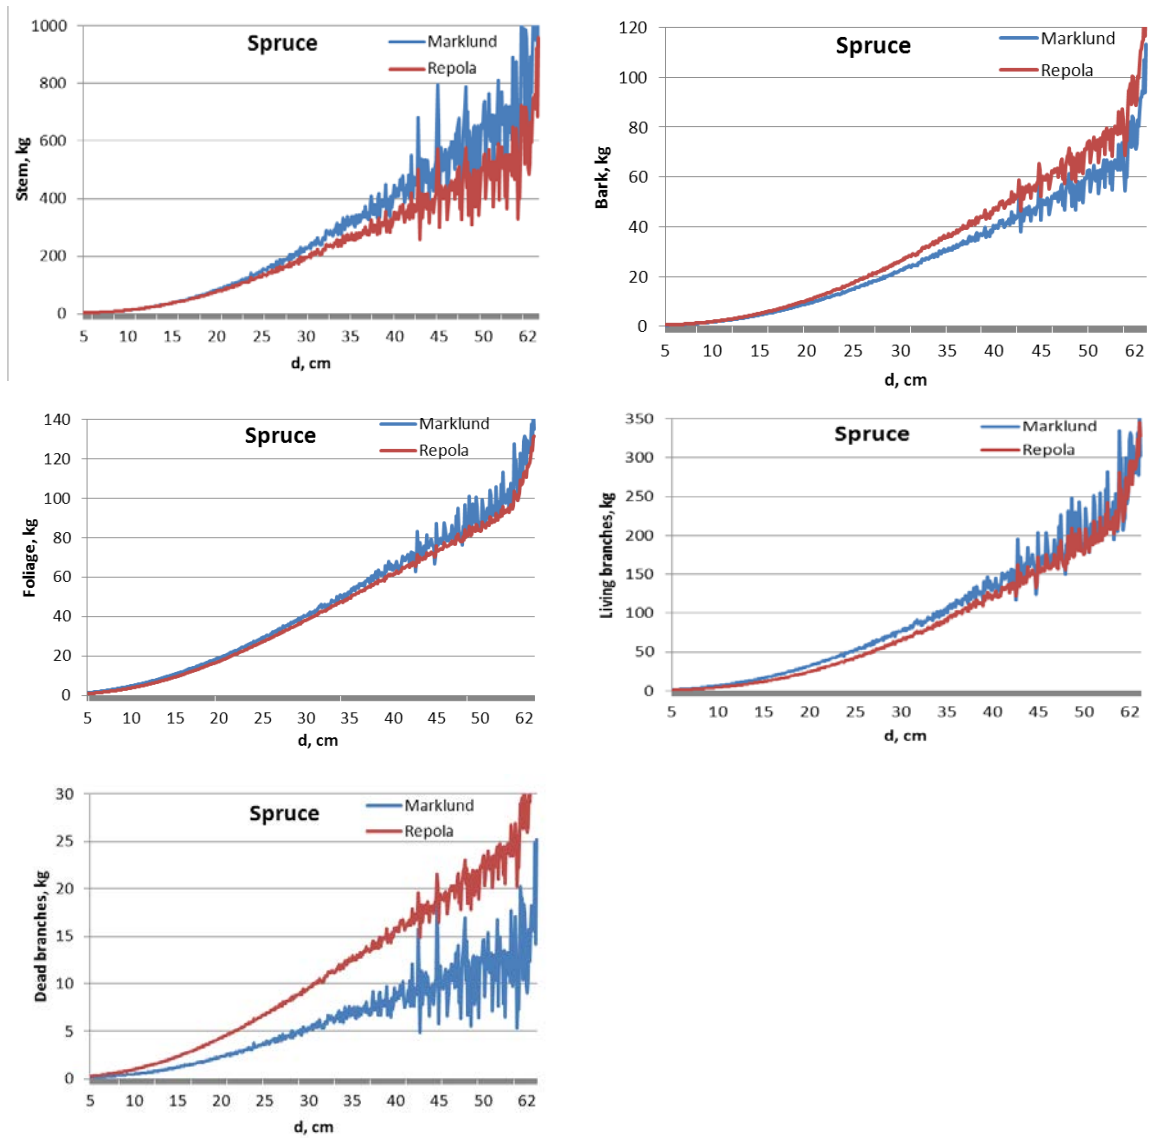 Spruce
Marklund
Repola
Stem, kg
1000
800
600
400
200
0
5 10 15 20 25 30 35 40 45 50 62
d, cm
Spruce
Marklund
Repola
Bark, kg
120
100
80
60
40
20
0
5 10 15 20 25 30 35 40 45 50 62
d, cm
Spruce
Marklund
Repola
Foliage, kg
140
120
100
80
60
40
20
0
5 10 15 20 25 30 35 40 45 50 62
d, cm
Spruce
Marklund
Repola
Living branches, kg
350
300
250
200
150
100
50
0
5 10 15 20 25 30 35 40 45 50 62
d, cm
Spruce
Marklund
Repola
Dead branches, kg
30
25
20
15
10
5
0
5 10 15 20 25 30 35 40 45 50 62
d, cm